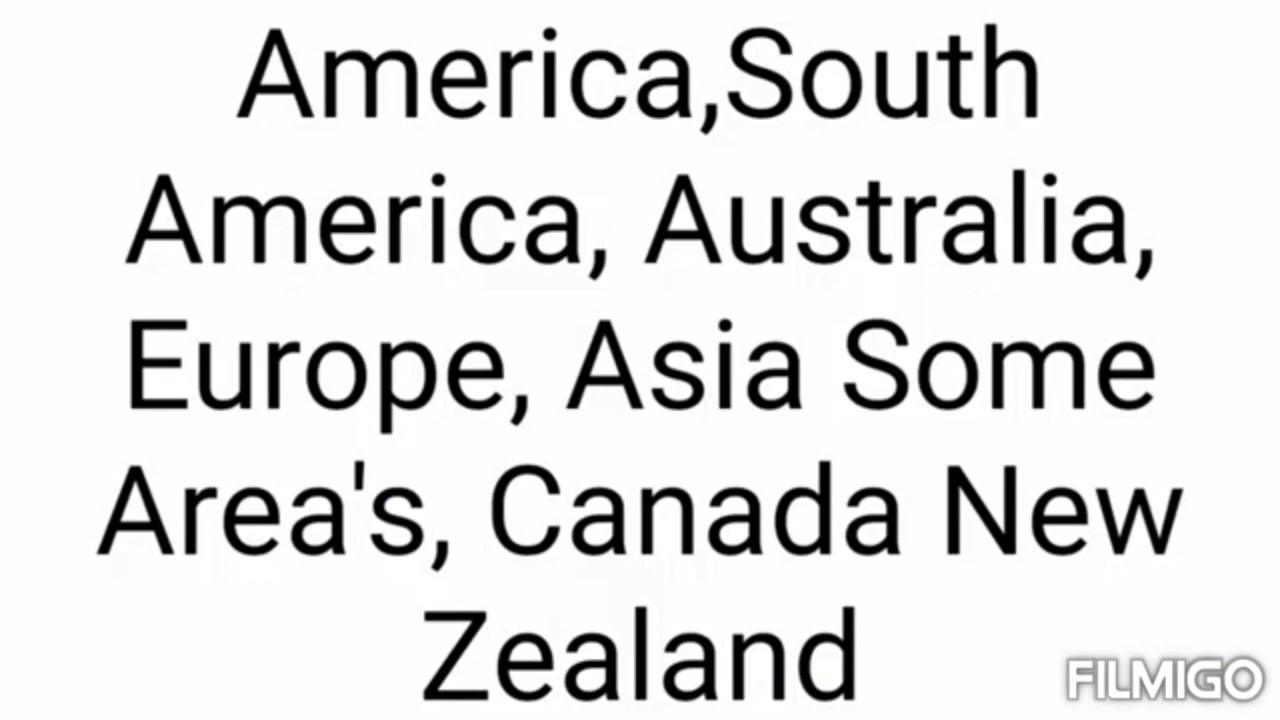 America,South
America, Australia,
Europe, Asia Some
Area's, Canada New
Zealand
FILMIGO